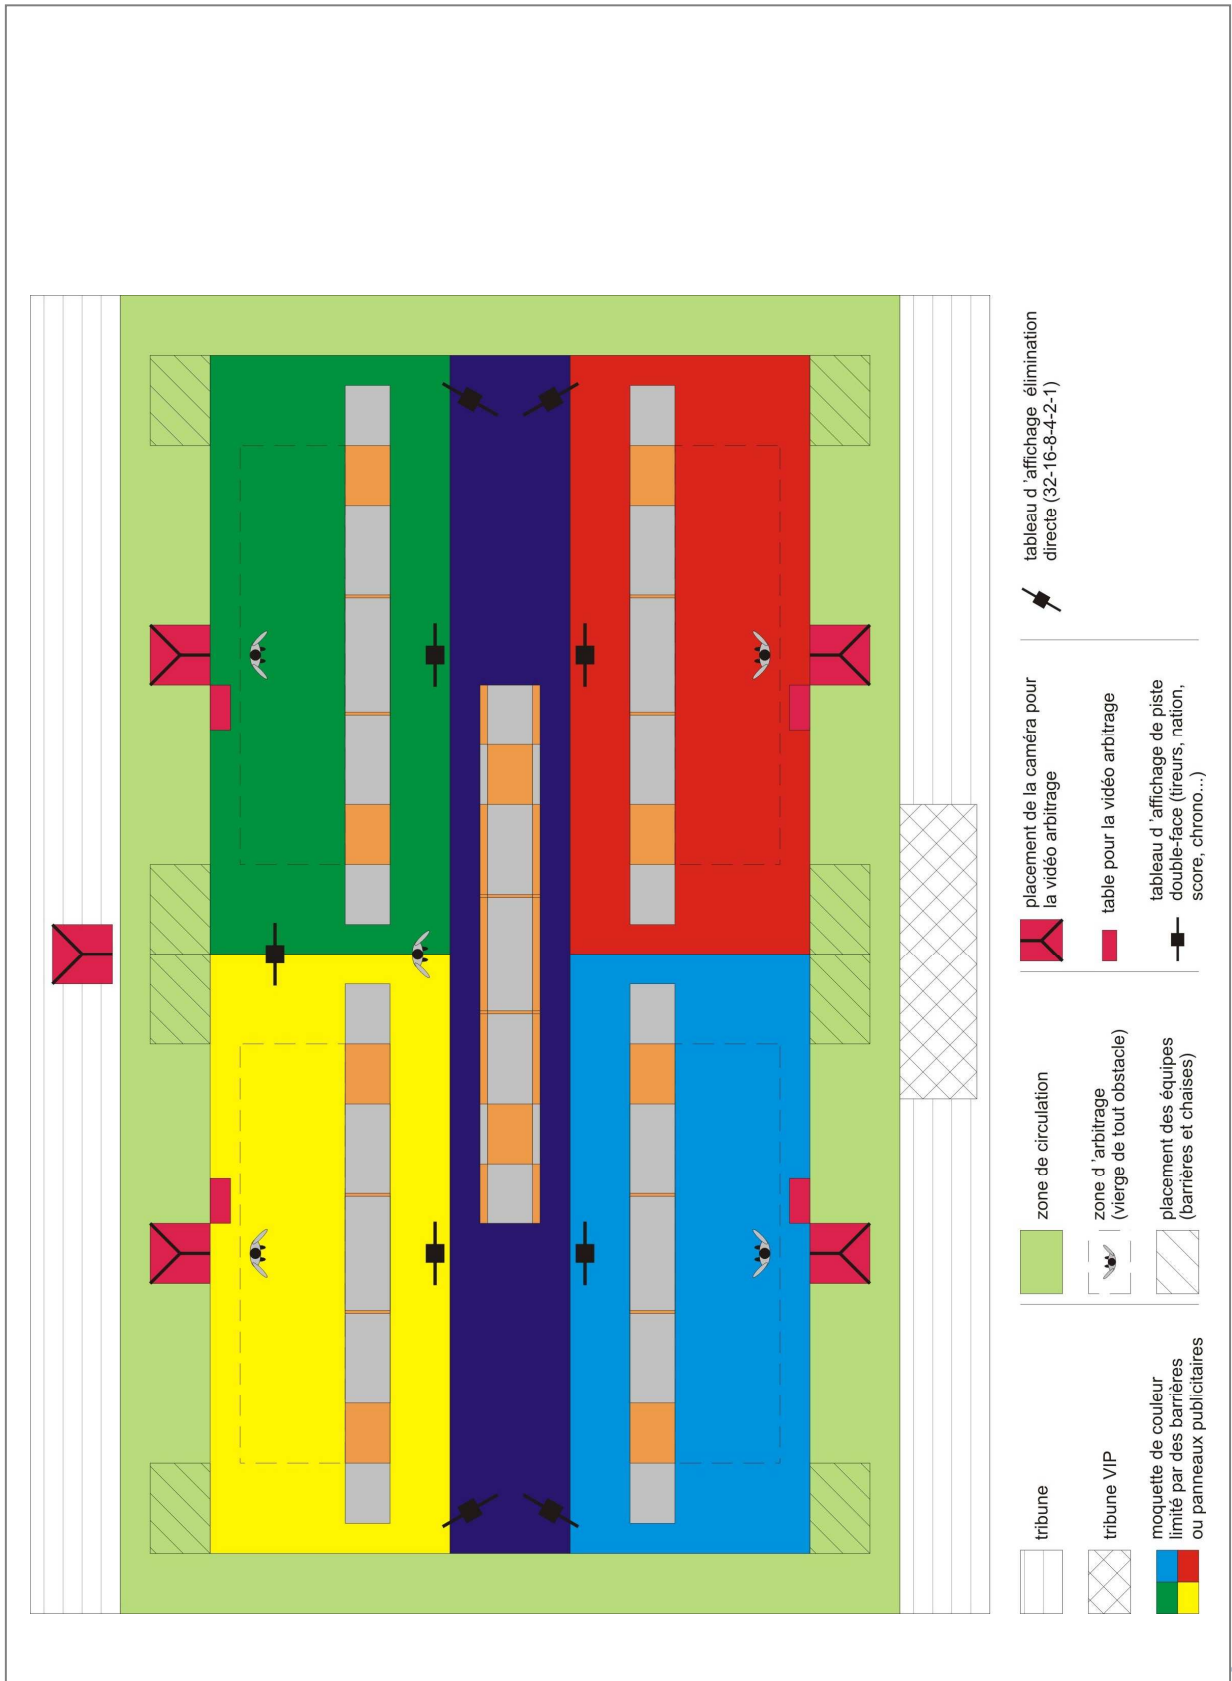 tribune
tribune VIP
moquette de couleur
limité par des barrières
ou panneaux publicitaires
zone de circulation
zone d 'arbitrage
(vierge de tout obstacle)
placement des équipes
(barrières et chaises)
placement de la caméra pour
la vidéo arbitrage
table pour la vidéo arbitrage
tableau d 'affichage de piste
double-face (tireurs, nation,
score, chrono...)
tableau d 'affichage élimination
directe (32-16-8-4-2-1)